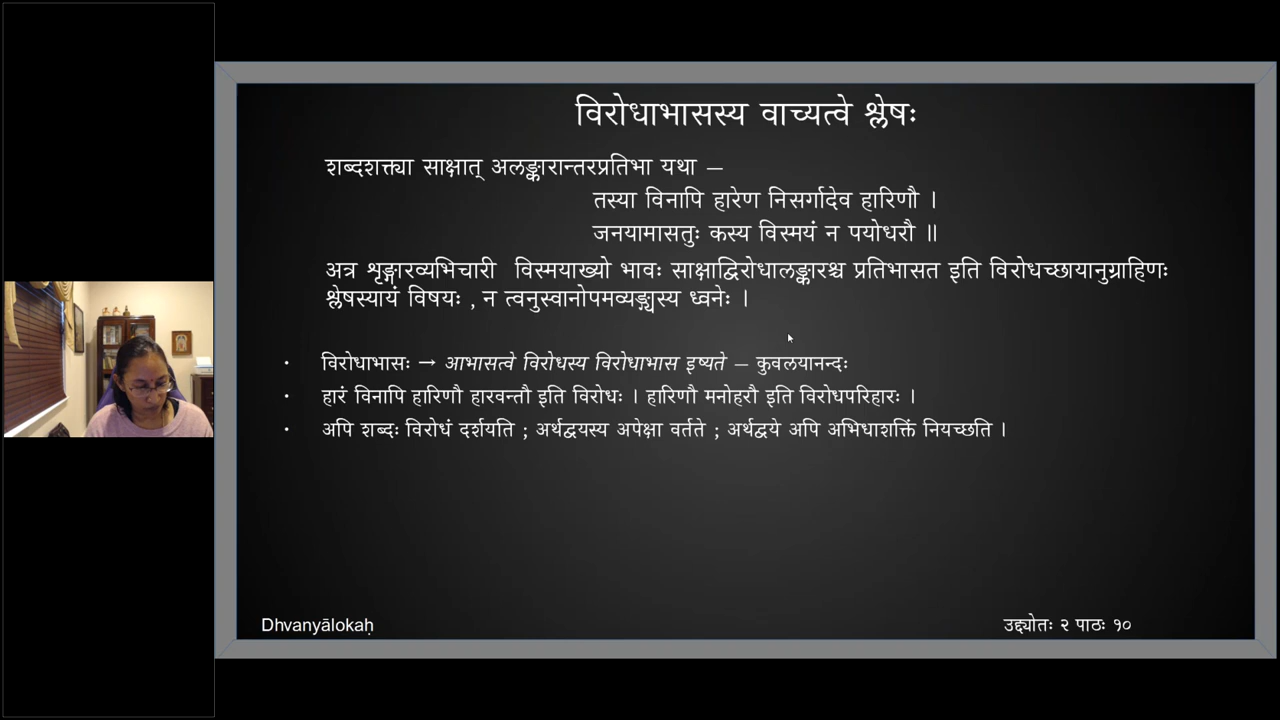 विरोधाभासस्य वाच्यत्वे श्लेषः
शब्दशक्त्या साक्षात् अलङ्कारान्तरप्रतिभा यथा –
तस्या विनापि हारेण निसर्गादेव हारिणौ ।
जनयामासतुः कस्य विस्मयं न पयोधरौ ॥
अत्र शृङ्गारव्यभिचारी विस्मयाख्यो भावः साक्षाद्विरोधालङ्कारश्च प्रतिभासत इति विरोधच्छायानुग्राहिणः
श्लेषस्यायं विषयः , न त्वनुस्वानोपमव्यङ्ग्यस्य ध्वनेः ।
• विरोधाभासः → आभासत्वे विरोधस्य विरोधाभास इष्यते – कुवलयानन्दः
• हारं विनापि हारिणौ हारवन्तौ इति विरोधः । हारिणौ मनोहरौ इति विरोधपरिहारः ।
• अपि शब्दः विरोधं दर्शयति ; अर्थद्वयस्य अपेक्षा वर्तते ; अर्थद्वये अपि अभिधाशक्तिं नियच्छति ।
Dhvanyālokaḥ
उद्द्योतः २ पाठः १०